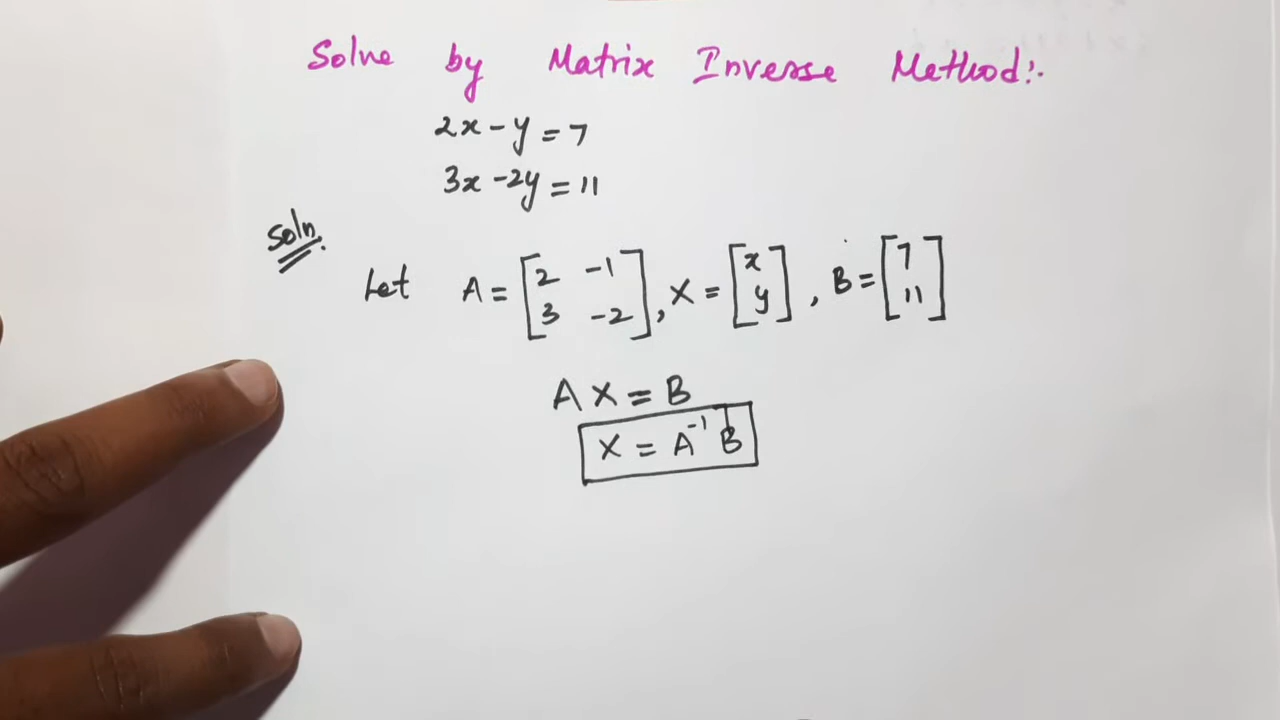 Solve by Matrix Inverse Method:-
2x - y = 7
3x - 2y = 11
Soln.
Let A = [2 -1; 3 -2], X = [x; y], B = [7; 11]
AX = B
X = A⁻¹ B